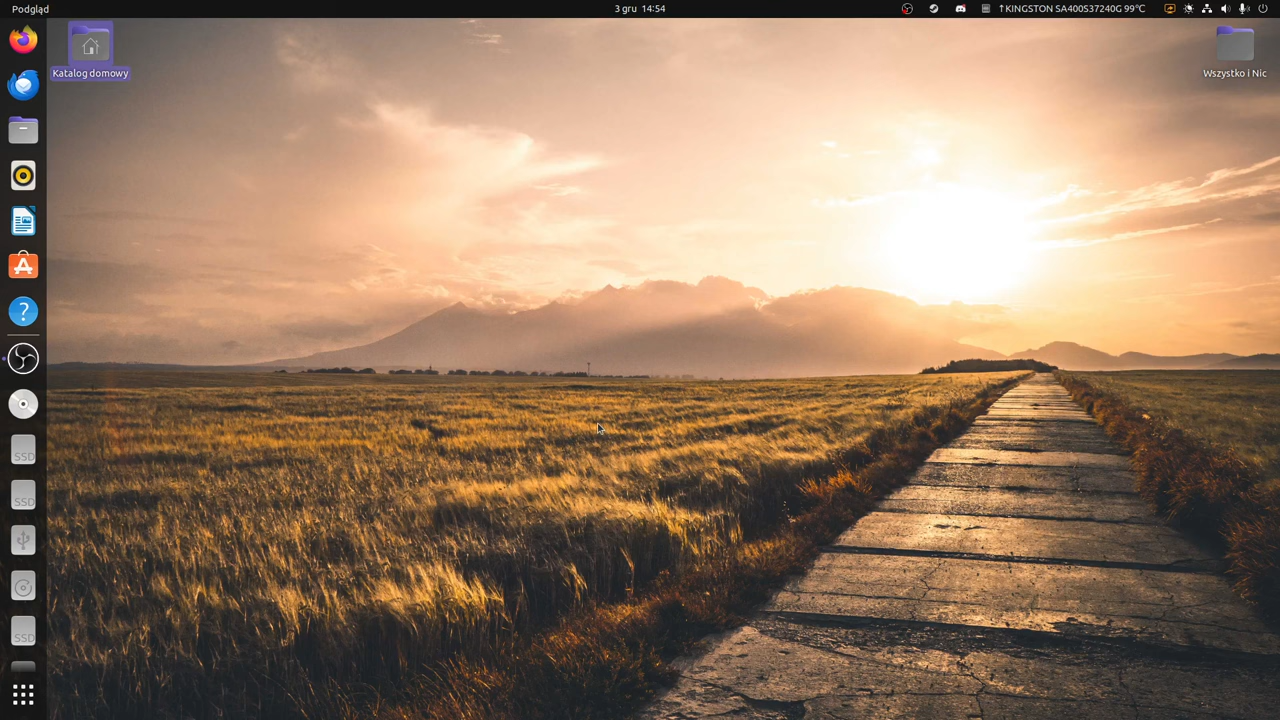 Podgląd
3 gru 14:54
↑KINGSTON SA400S37240G 99°C
Katalog domowy
Wszystko i Nic
?
SSD
SSD
SSD